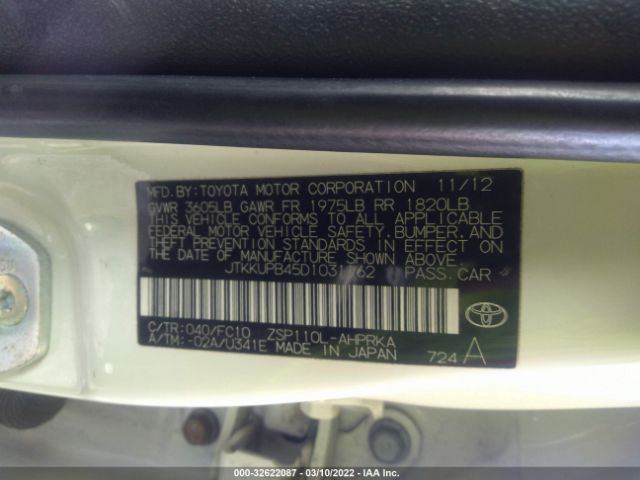 MFD.BY:TOYOTA MOTOR CORPORATION 11/12
GVWR 3605LB GAWR FR 1975LB RR 1820LB
THIS VEHICLE CONFORMS TO ALL APPLICABLE
FEDERAL MOTOR VEHICLE SAFETY,BUMPER,AND
THEFT PREVENTION STANDARDS IN EFFECT ON
THE DATE OF MANUFACTURE SHOWN ABOVE.
JTKKUPB45D1031762 PASS.CAR
C/TR:040/FC10 ZSP110L-AHPRKA
A/TM:-02A/U341E MADE IN JAPAN 724 A
000-32622087 - 03/10/2022 - IAA Inc.